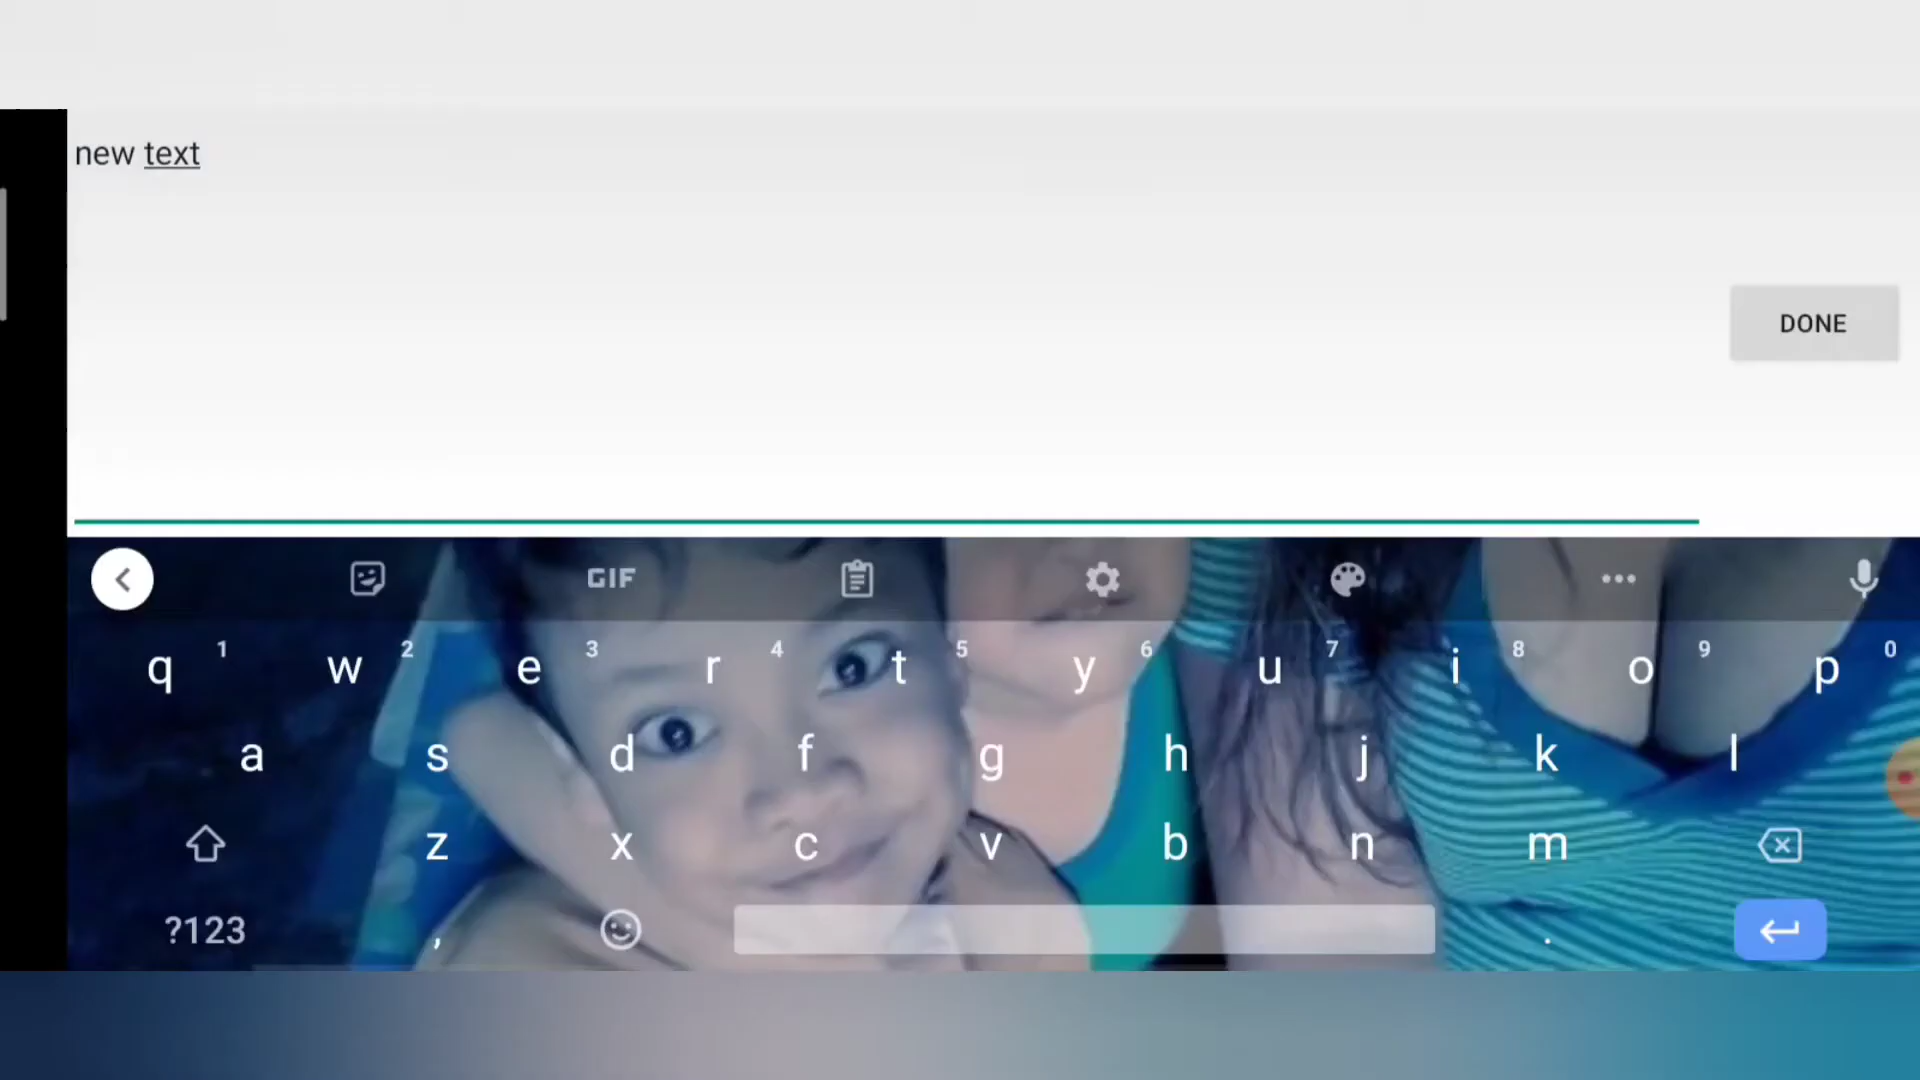 new text
DONE
GIF
q 1 w 2 e 3 r 4 t 5 y 6 u 7 i 8 o 9 p 0
a s d f g h j k l
z x c v b n m
?123 , .